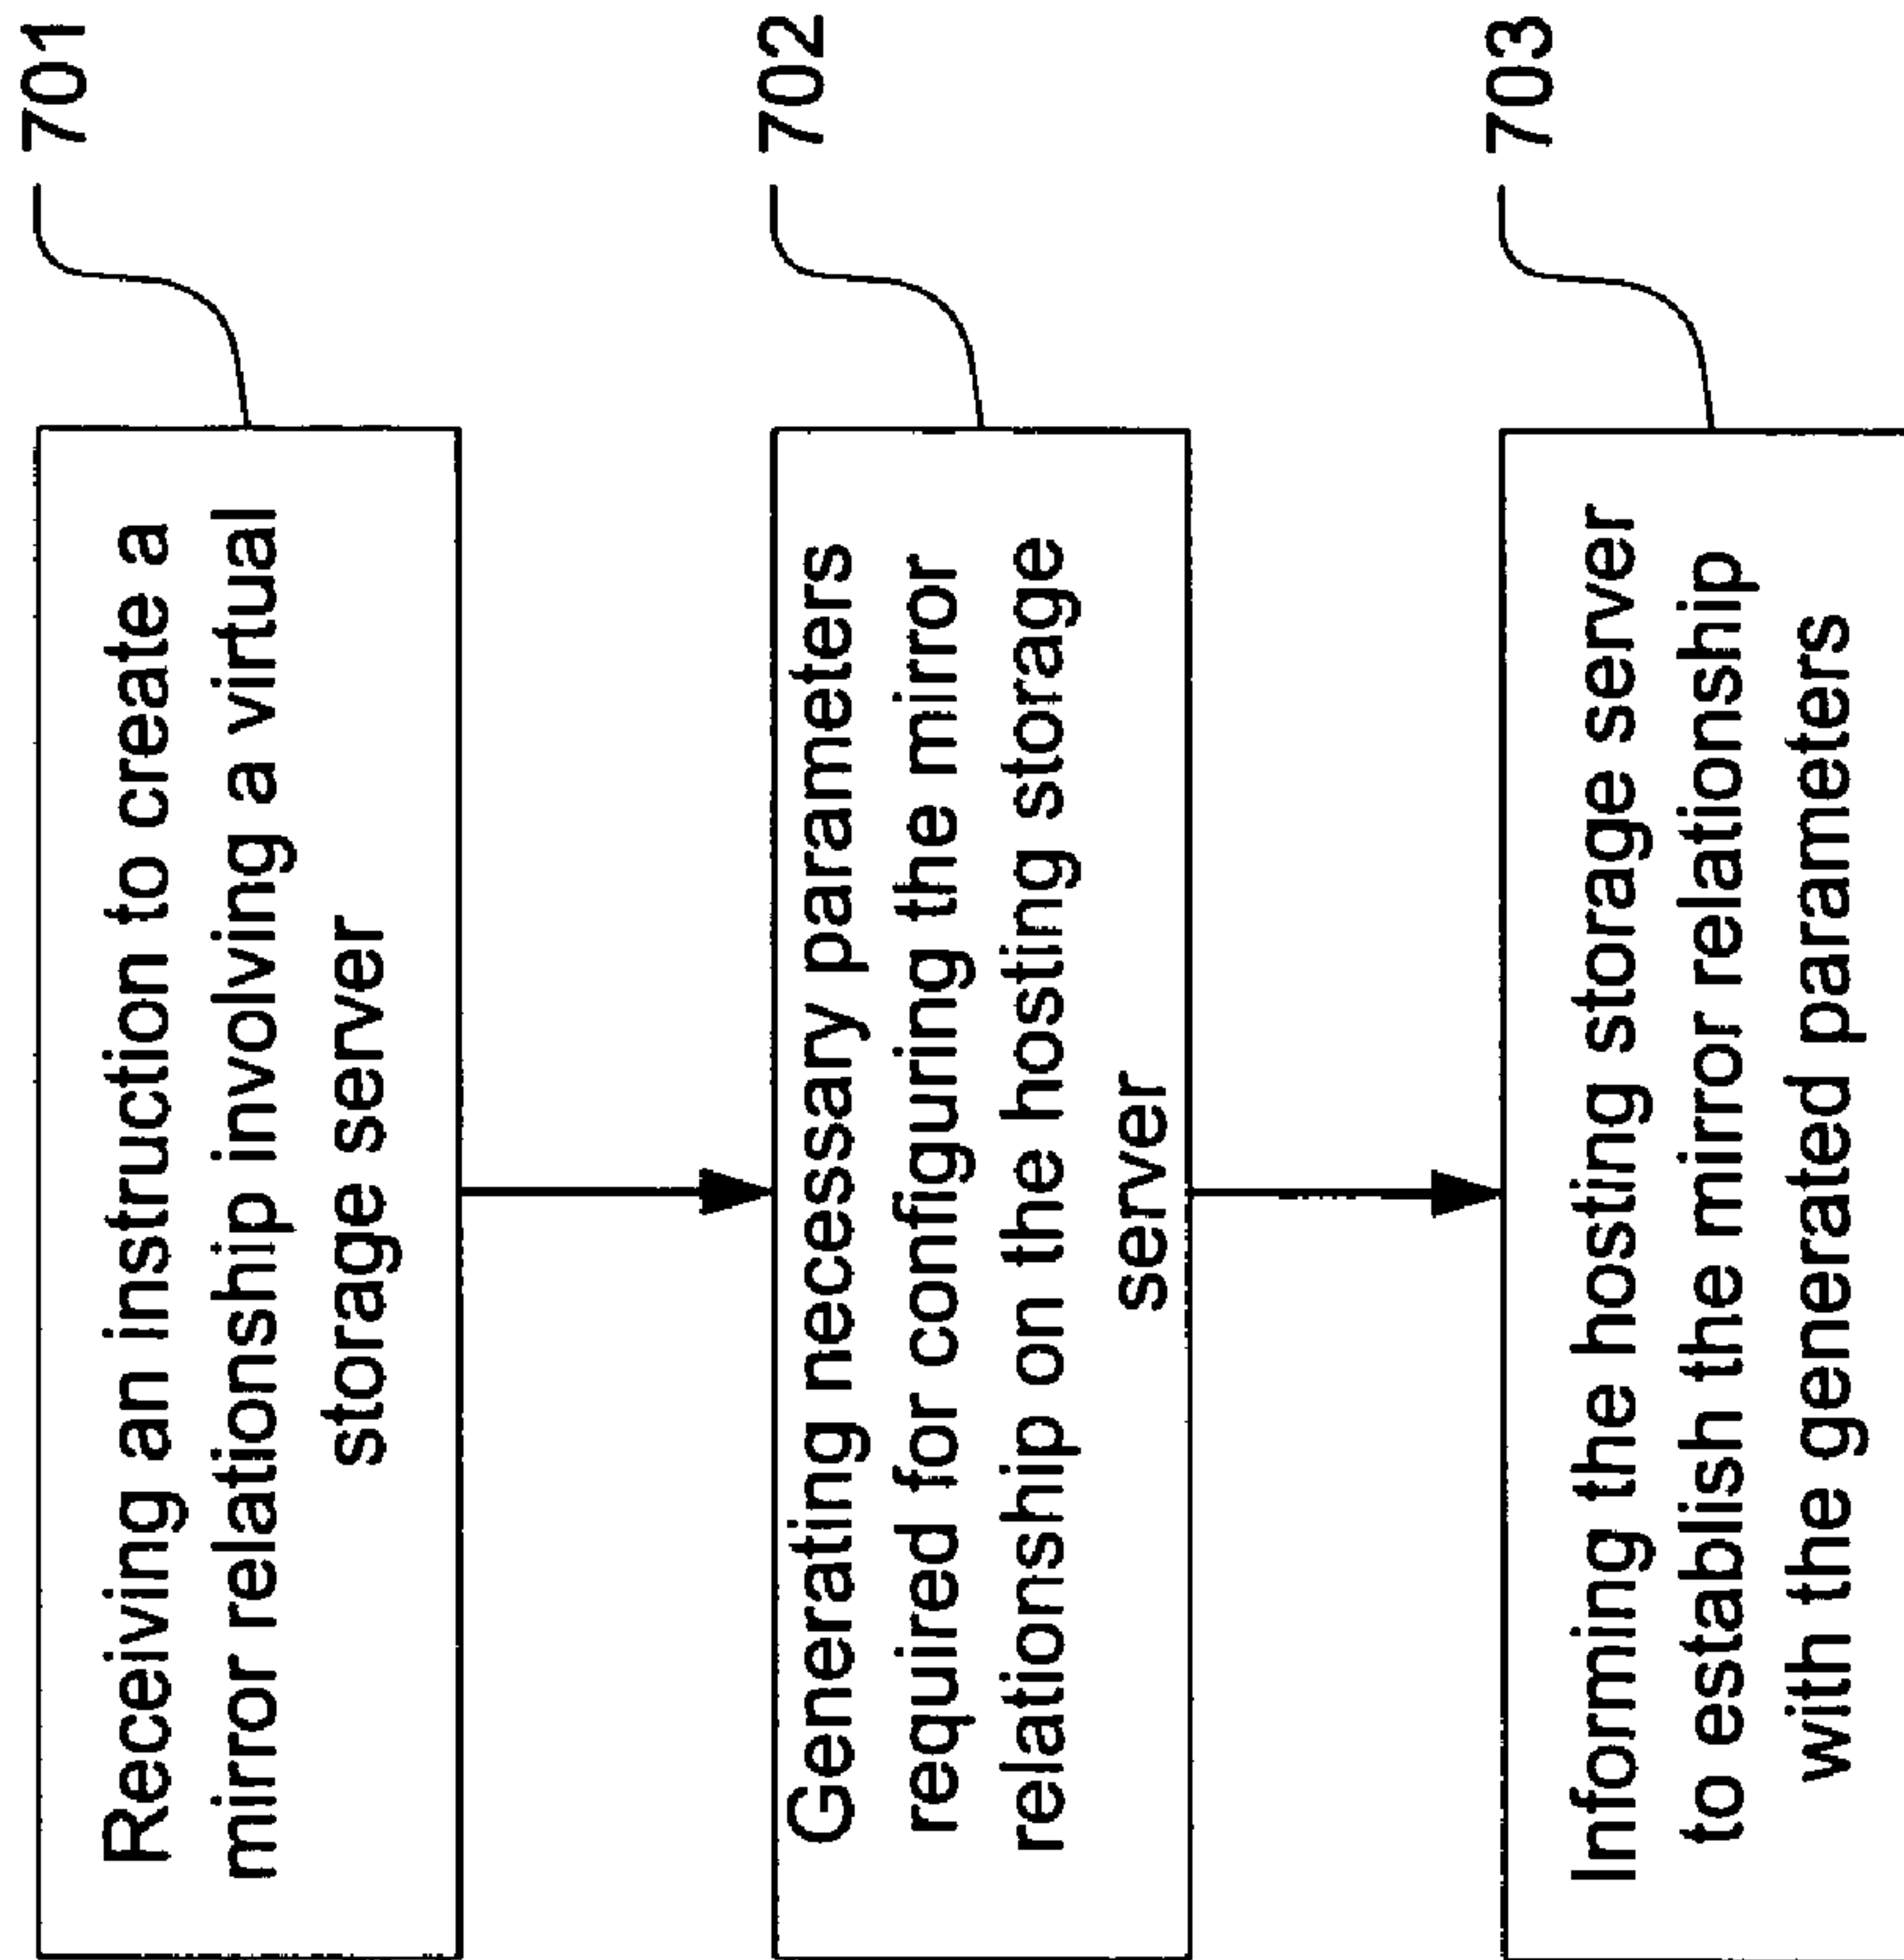 Receiving an instruction to create a
mirror relationship involving a virtual
storage server
701
Generating necessary parameters
required for configuring the mirror
relationship on the hosting storage
server
702
Informing the hosting storage server
to establish the mirror relationship
with the generated parameters
703